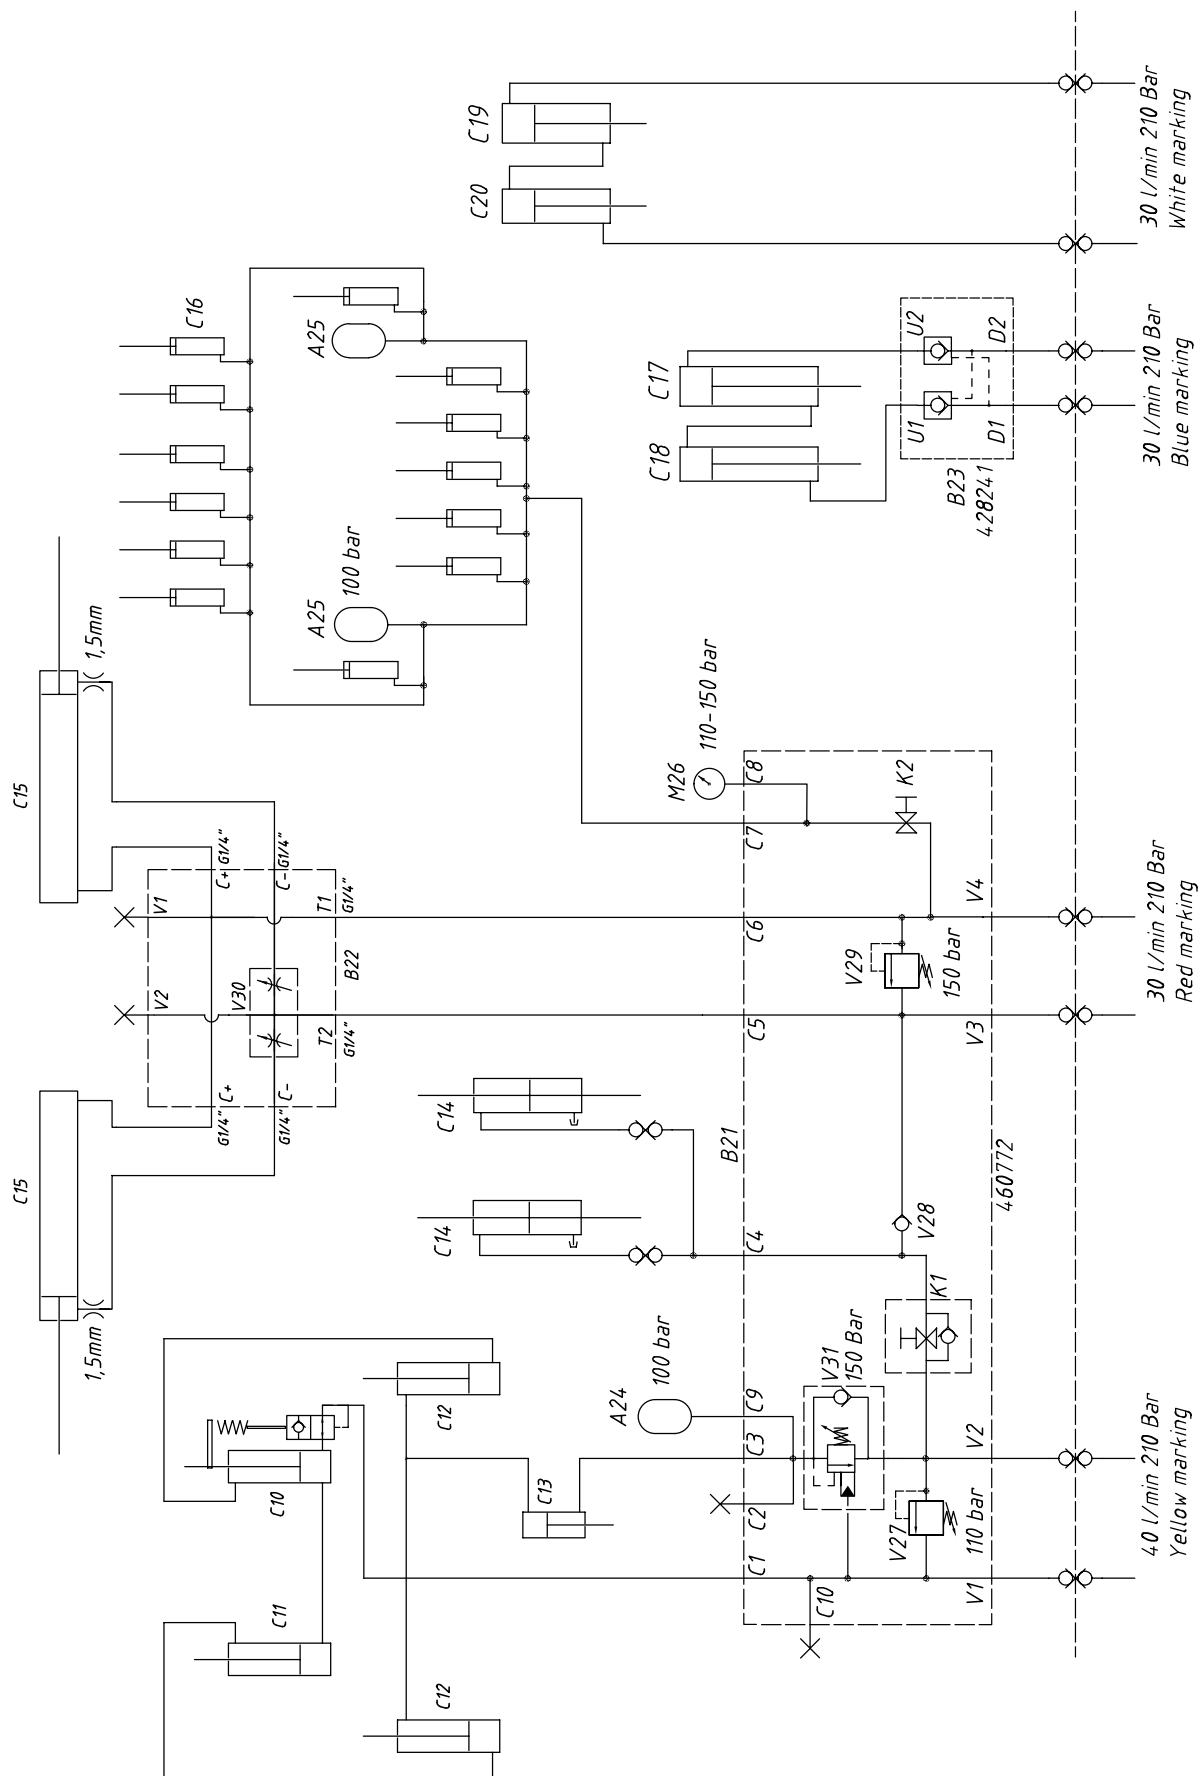 C19
C20
30 l/min 210 Bar
White marking
C16
A25
A25
100 bar
C17
C18
U2
U1
D2
D1
B23
428241
30 l/min 210 Bar
Blue marking
C15
1,5mm
M26
110-150 bar
C8
C7
K2
C+ G1/4"
C- G1/4"
V1
T1
G1/4"
V2
V30
B22
T2
G1/4"
G1/4" C+
G1/4" C-
C6
V4
V29
150 bar
C5
V3
30 l/min 210 Bar
Red marking
C15
1,5mm
C14
C14
B21
C4
V28
460772
K1
C12
C10
C13
A24
100 bar
C9
C3
C2
V31
150 Bar
V2
V27
110 bar
C1
V1
C10
C11
C12
40 l/min 210 Bar
Yellow marking